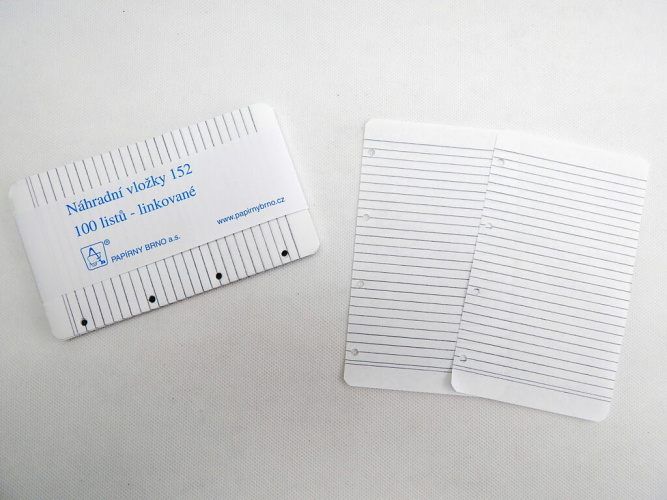 Náhradní vložky 152
100 listů - linkované
www.papirnybrno.cz
® PAPÍRNY BRNO a.s.